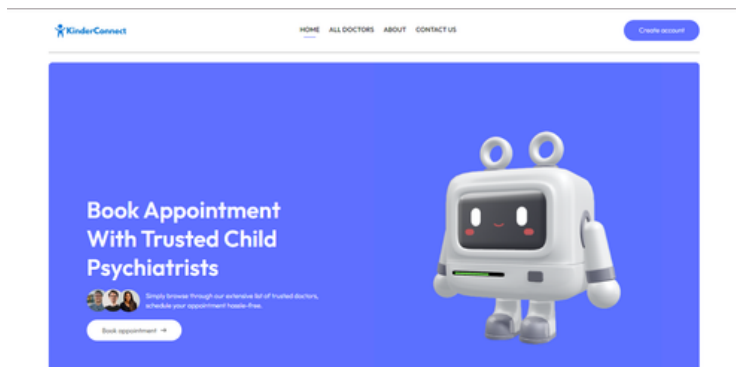 KinderConnect
HOME ALL DOCTORS ABOUT CONTACT US
Create account
Book Appointment
With Trusted Child
Psychiatrists
Simply browse through our extensive list of trusted doctors,
schedule your appointment hassle-free.
Book appointment →